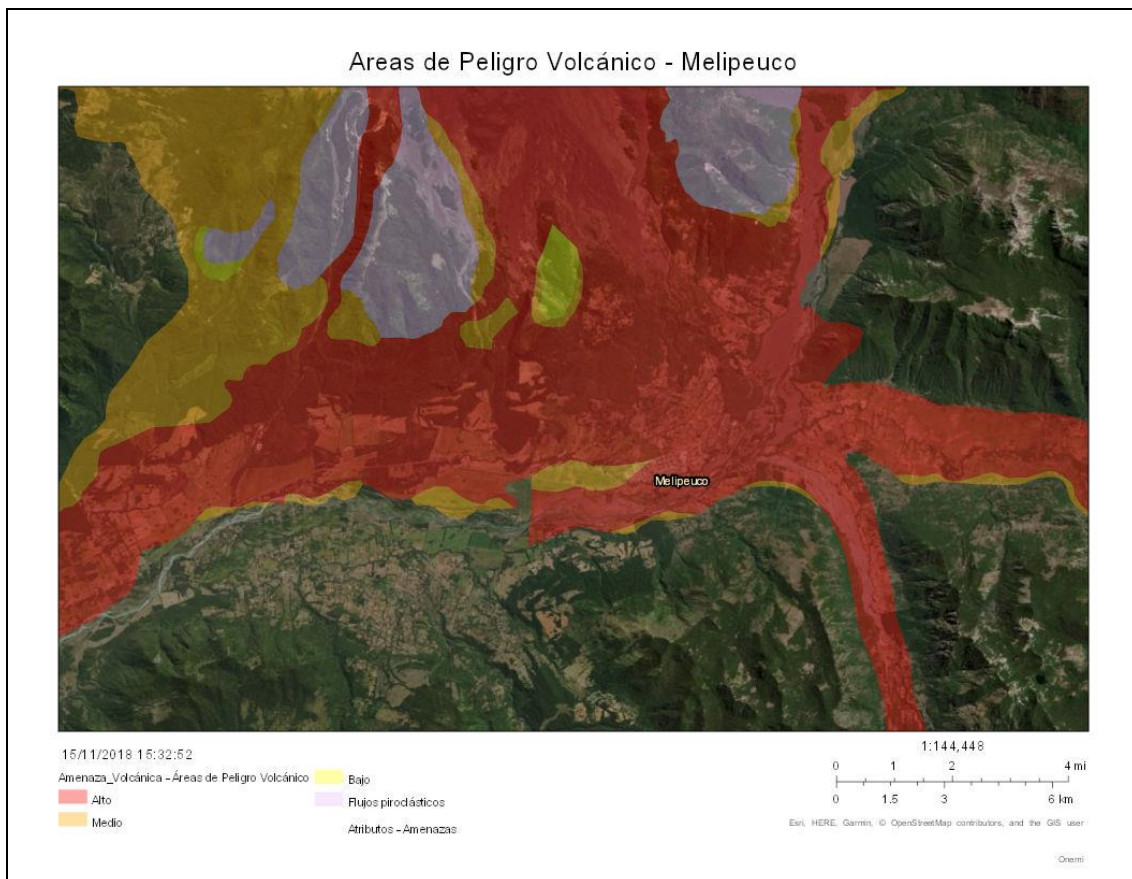 Areas de Peligro Volcánico - Melipeuco
Melipeuco
15/11/2018 15:32:52
Amenaza_Volcánica - Áreas de Peligro Volcánico
Alto
Medio
Bajo
Flujos piroclásticos
Atributos - Amenazas
1:144,448
0 1 2 4 mi
0 1.5 3 6 km
Esri, HERE, Garmin, © OpenStreetMap contributors, and the GIS user
Onemi